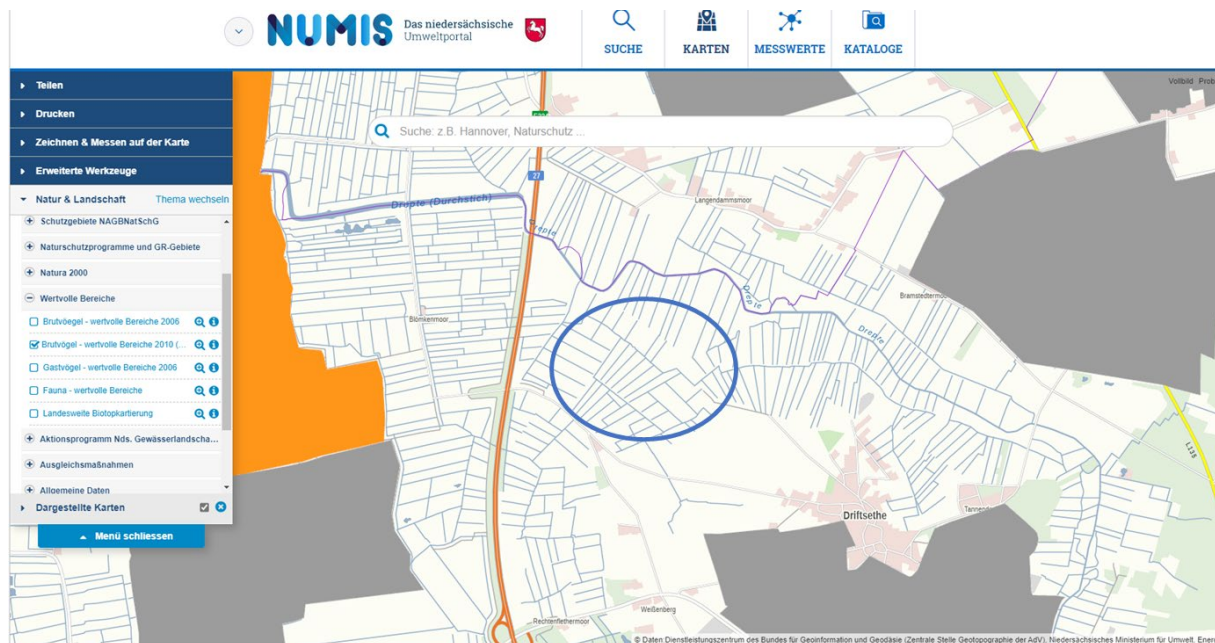 NUMIS
Das niedersächsische
Umweltportal
SUCHE
KARTEN
MESSWERTE
KATALOGE
Teilen
Drucken
Zeichnen & Messen auf der Karte
Erweiterte Werkzeuge
Natur & Landschaft
Thema wechseln
Schutzgebiete NAGBNatSchG
Naturschutzprogramme und GR-Gebiete
Natura 2000
Wertvolle Bereiche
Brutvöegel - wertvolle Bereiche 2006
Brutvögel - wertvolle Bereiche 2010 (...
Gastvögel - wertvolle Bereiche 2006
Fauna - wertvolle Bereiche
Landesweite Biotopkartierung
Aktionsprogramm Nds. Gewässerlandscha...
Ausgleichsmaßnahmen
Allgemeine Daten
Dargestellte Karten
Menü schliessen
Vollbild Prob
Suche: z.B. Hannover, Naturschutz ...
27
Drepte (Durchstich)
Drepte
Langendammsmoor
Drepte
Bramstedtermoor
Drepte
Blomkenmoor
L135
Driftsethe
Weißenberg
Rechtenflethermoor
© Daten Dienstleistungszentrum des Bundes für Geoinformation und Geodäsie (Zentrale Stelle Geotopographie der AdV), Niedersächsisches Ministerium für Umwelt, Ener